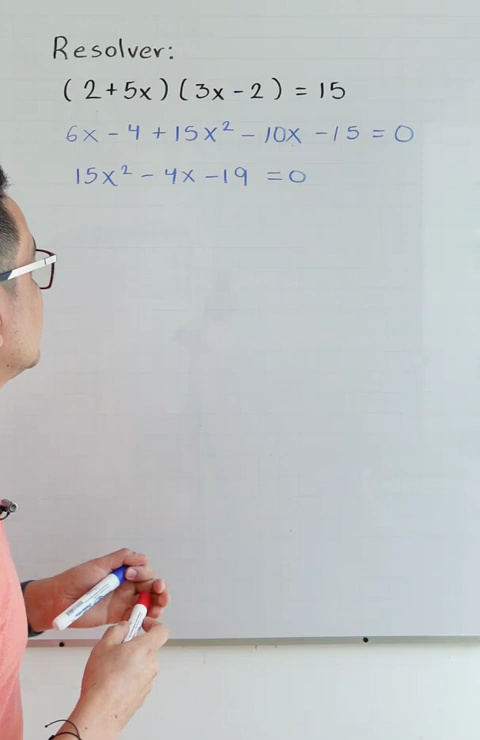 Resolver:
(2+5x)(3x-2) = 15
6x - 4 + 15x² - 10x - 15 = 0
15x² - 4x - 19 = 0